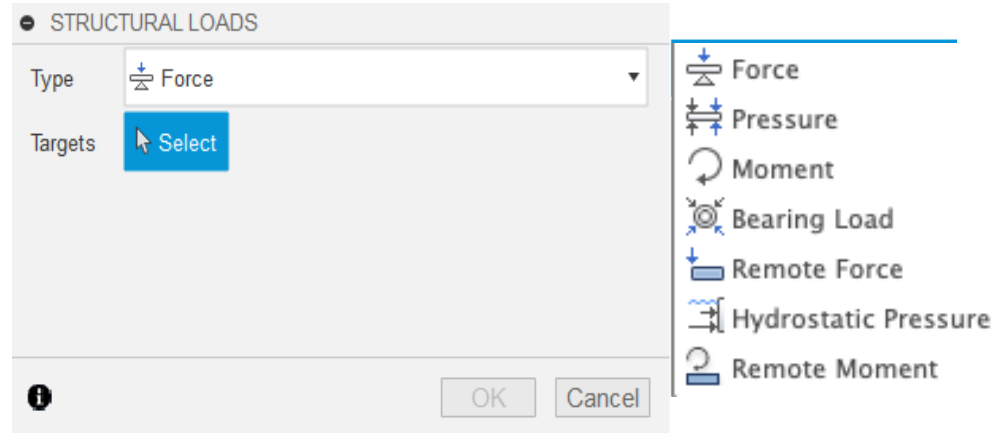 STRUCTURAL LOADS
Type
Force
Targets
Select
OK
Cancel
Force
Pressure
Moment
Bearing Load
Remote Force
Hydrostatic Pressure
Remote Moment